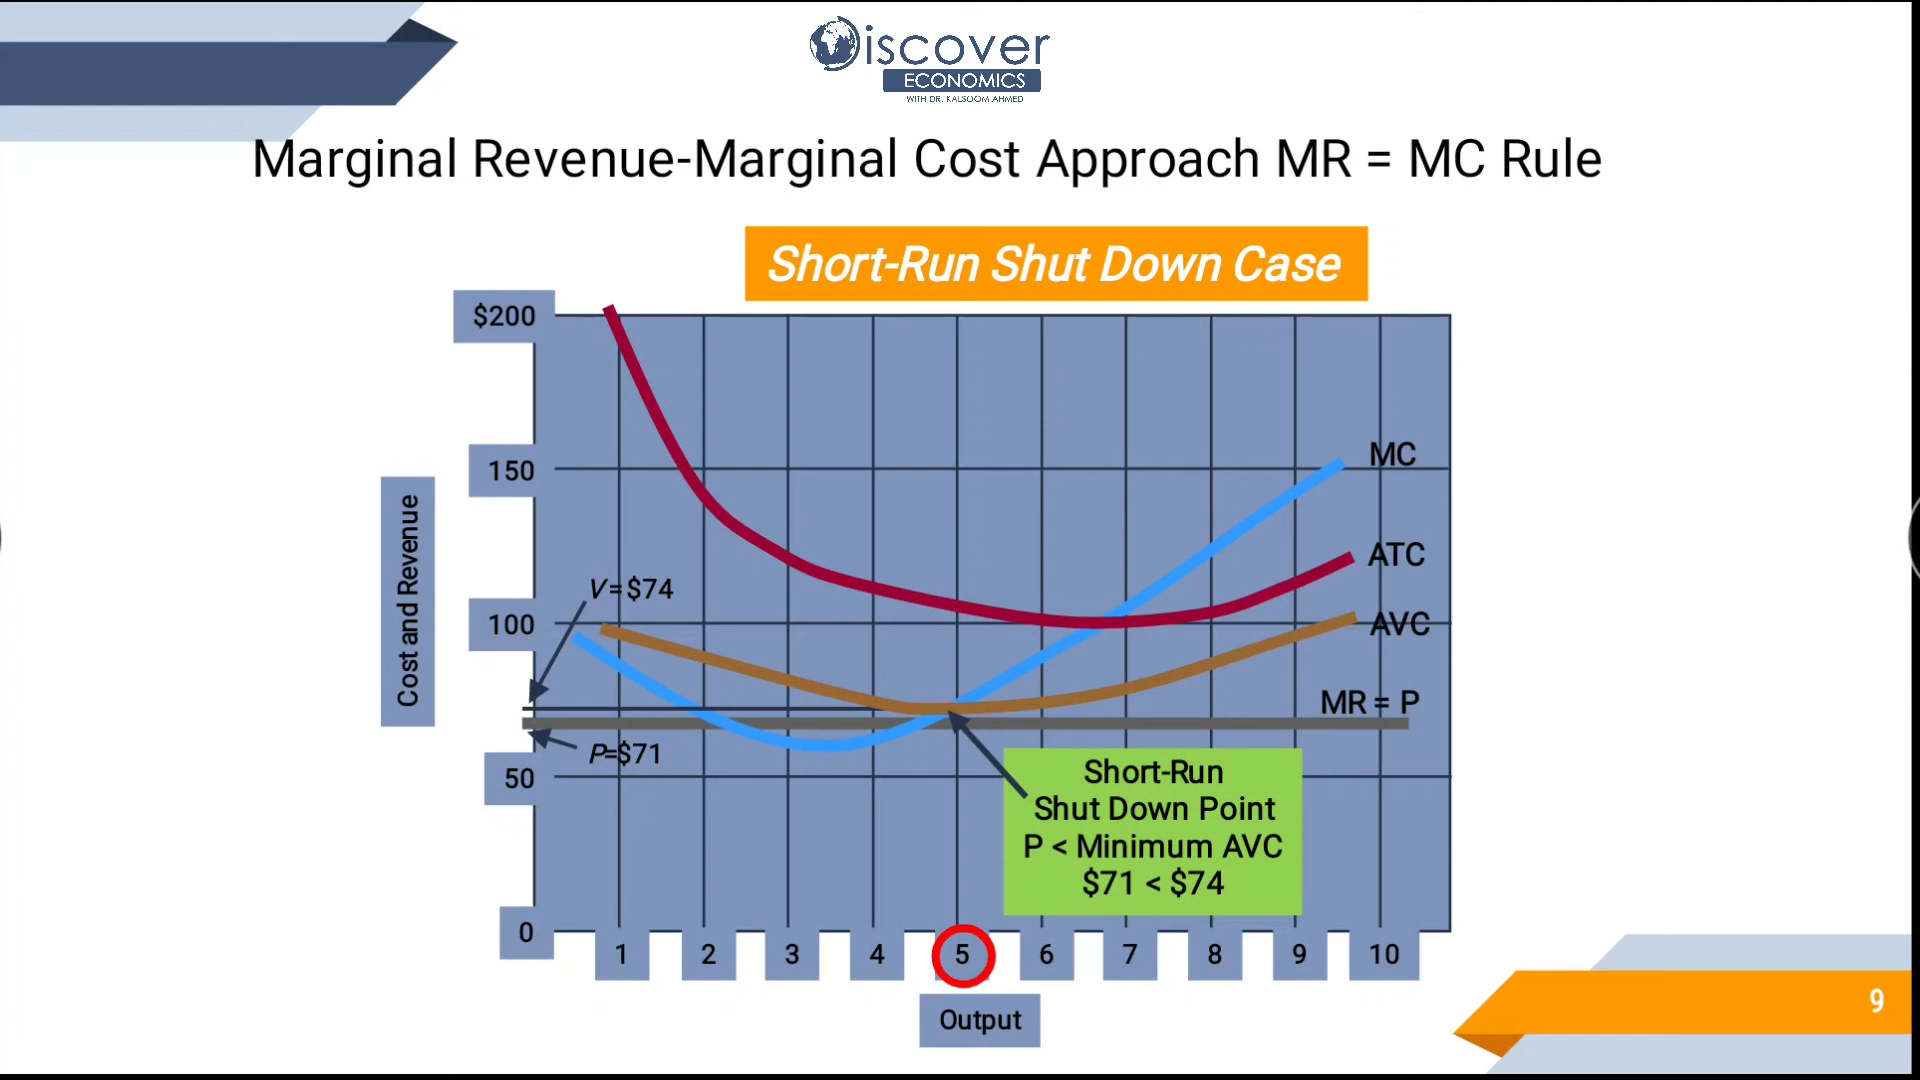 Discover
ECONOMICS
WITH DR. KALSOOM AHMED
Marginal Revenue-Marginal Cost Approach MR = MC Rule
Short-Run Shut Down Case
$200
150
100
50
0
Cost and Revenue
V=$74
P=$71
MC
ATC
AVC
MR = P
Short-Run
Shut Down Point
P < Minimum AVC
$71 < $74
1 2 3 4 5 6 7 8 9 10
Output
9